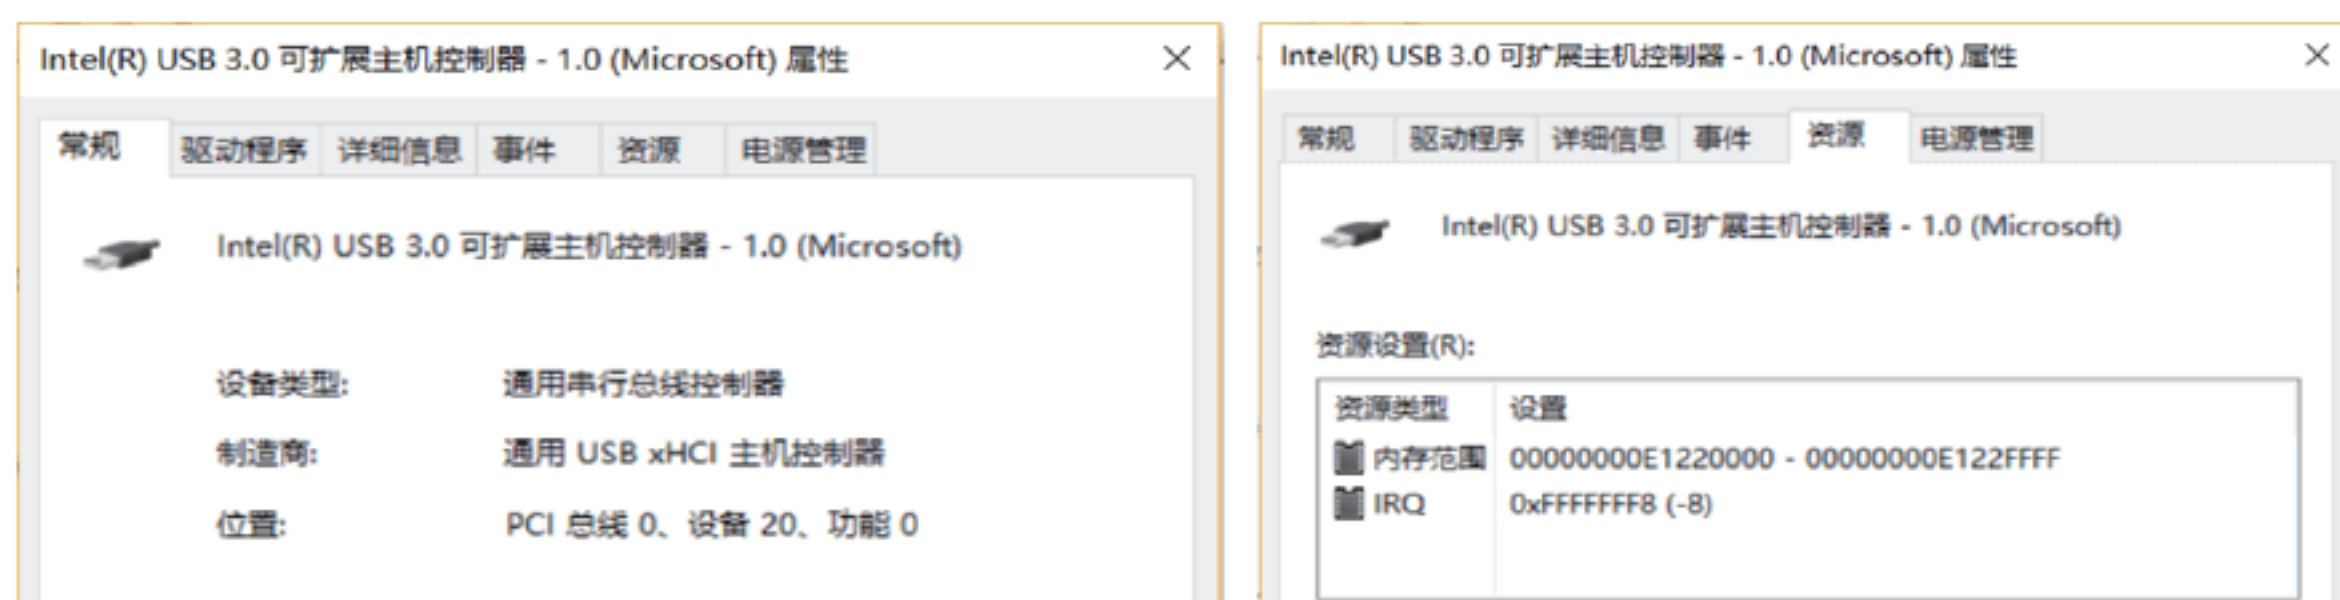 Intel(R) USB 3.0 可扩展主机控制器 - 1.0 (Microsoft) 属性
常规 驱动程序 详细信息 事件 资源 电源管理
Intel(R) USB 3.0 可扩展主机控制器 - 1.0 (Microsoft)
设备类型: 通用串行总线控制器
制造商: 通用 USB xHCI 主机控制器
位置: PCI 总线 0、设备 20、功能 0
Intel(R) USB 3.0 可扩展主机控制器 - 1.0 (Microsoft) 属性
常规 驱动程序 详细信息 事件 资源 电源管理
Intel(R) USB 3.0 可扩展主机控制器 - 1.0 (Microsoft)
资源设置(R):
资源类型 设置
内存范围 00000000E1220000 - 00000000E122FFFF
IRQ 0xFFFFFFF8 (-8)